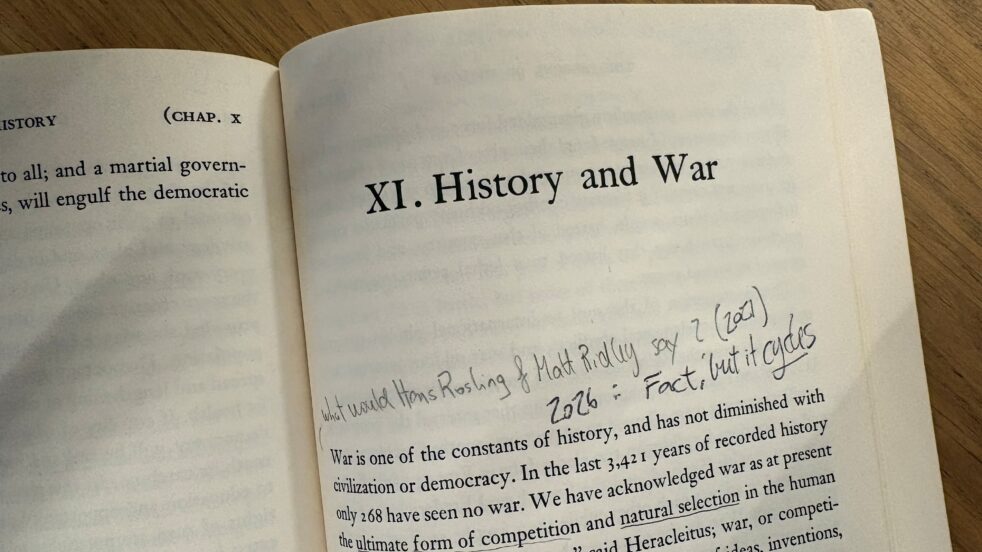 ISTORY (CHAP. X
to all; and a martial govern-
s, will engulf the democratic
XI. History and War
(what would Hans Rosling & Matt Ridley say ? (2021)
2026 : Fact, but it cycles
War is one of the constants of history, and has not diminished with
civilization or democracy. In the last 3,421 years of recorded history
only 268 have seen no war. We have acknowledged war as at present
the ultimate form of competition and natural selection in the human
said Heracleitus; war, or competi-
of ideas, inventions,